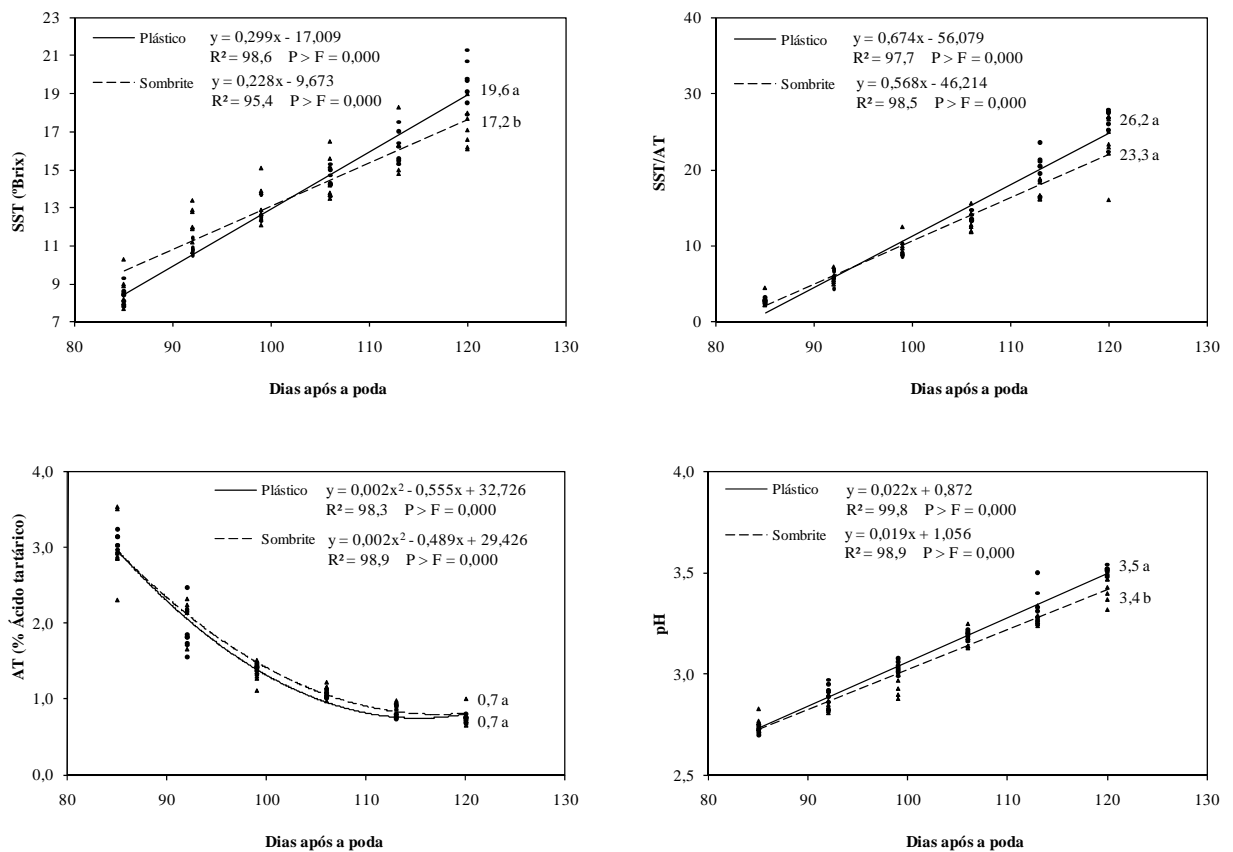 23
21
19
17
15
13
11
9
7
SST (ºBrix)
Plástico y = 0,299x - 17,009
R² = 98,6 P > F = 0,000
Sombrite y = 0,228x - 9,673
R² = 95,4 P > F = 0,000
19,6 a
17,2 b
80 90 100 110 120 130
Dias após a poda
40
30
20
10
0
SST/AT
Plástico y = 0,674x - 56,079
R² = 97,7 P > F = 0,000
Sombrite y = 0,568x - 46,214
R² = 98,5 P > F = 0,000
26,2 a
23,3 a
80 90 100 110 120 130
Dias após a poda
4,0
3,0
2,0
1,0
0,0
AT (% Ácido tartárico)
Plástico y = 0,002x² - 0,555x + 32,726
R² = 98,3 P > F = 0,000
Sombrite y = 0,002x² - 0,489x + 29,426
R² = 98,9 P > F = 0,000
0,7 a
0,7 a
80 90 100 110 120 130
Dias após a poda
4,0
3,5
3,0
2,5
pH
Plástico y = 0,022x + 0,872
R² = 99,8 P > F = 0,000
Sombrite y = 0,019x + 1,056
R² = 98,9 P > F = 0,000
3,5 a
3,4 b
80 90 100 110 120 130
Dias após a poda